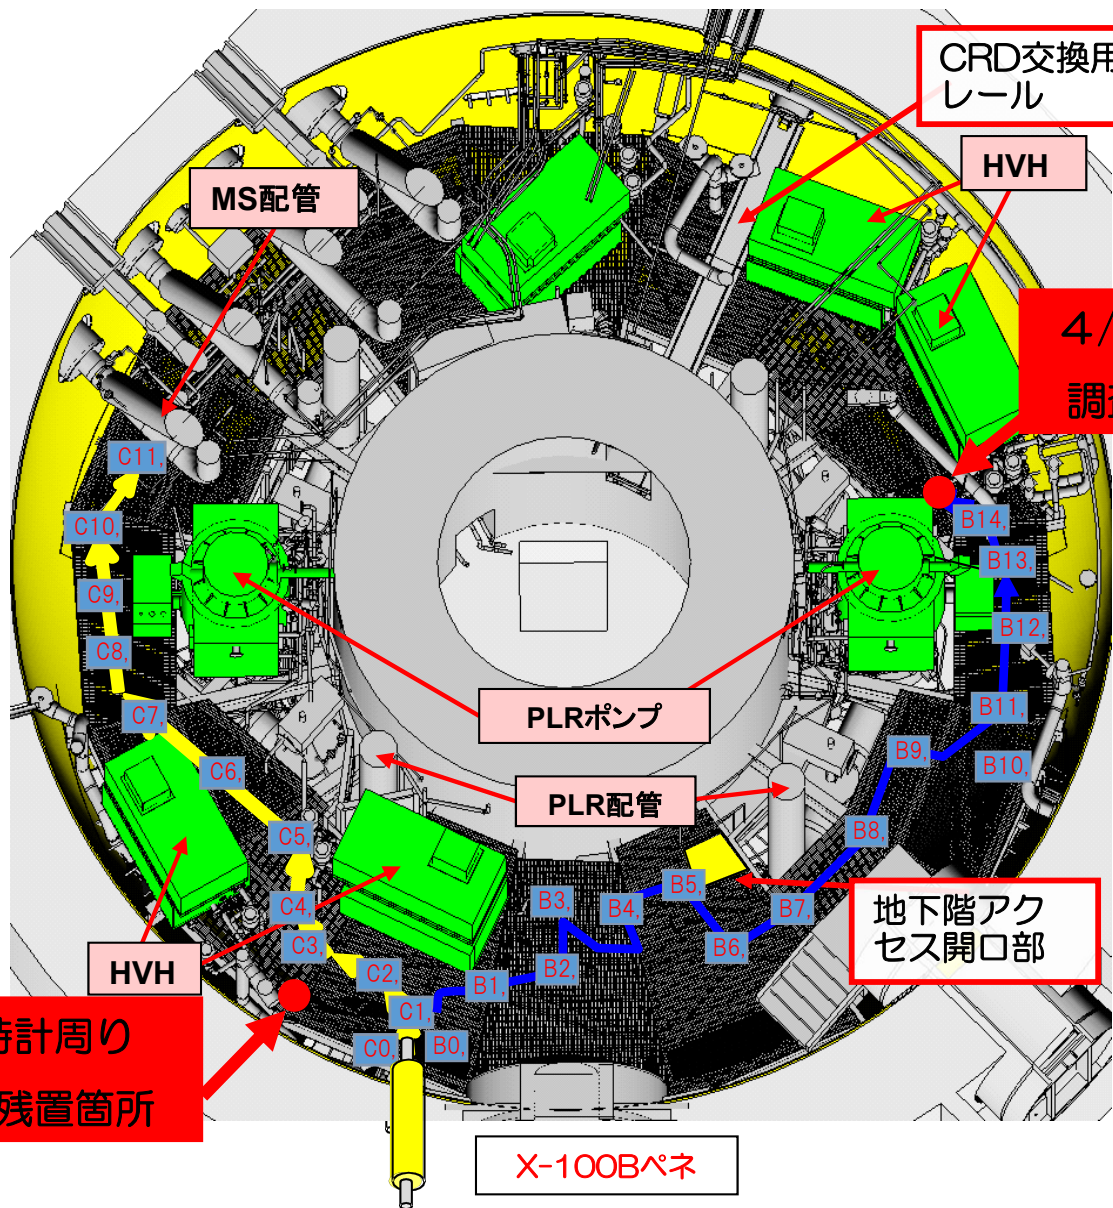 CRD交換用
レール
HVH
MS配管
4/
調査
C11,
C10,
C9,
C8,
C7,
C6,
C5,
C4,
C3,
C2,
C1,
C0,
B14,
B13,
B12,
B11,
B10,
B9,
B8,
B7,
B6,
B5,
B4,
B3,
B2,
B1,
B0,
PLRポンプ
PLR配管
地下階アク
セス開口部
HVH
時計周り
残置箇所
X-100Bペネ